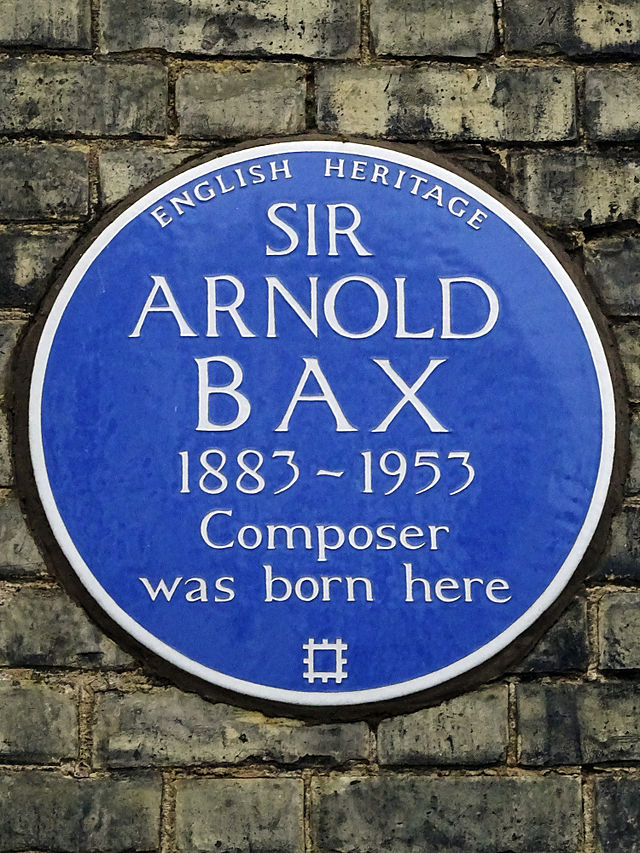 ENGLISH HERITAGE
SIR
ARNOLD
BAX
1883~1953
Composer
was born here